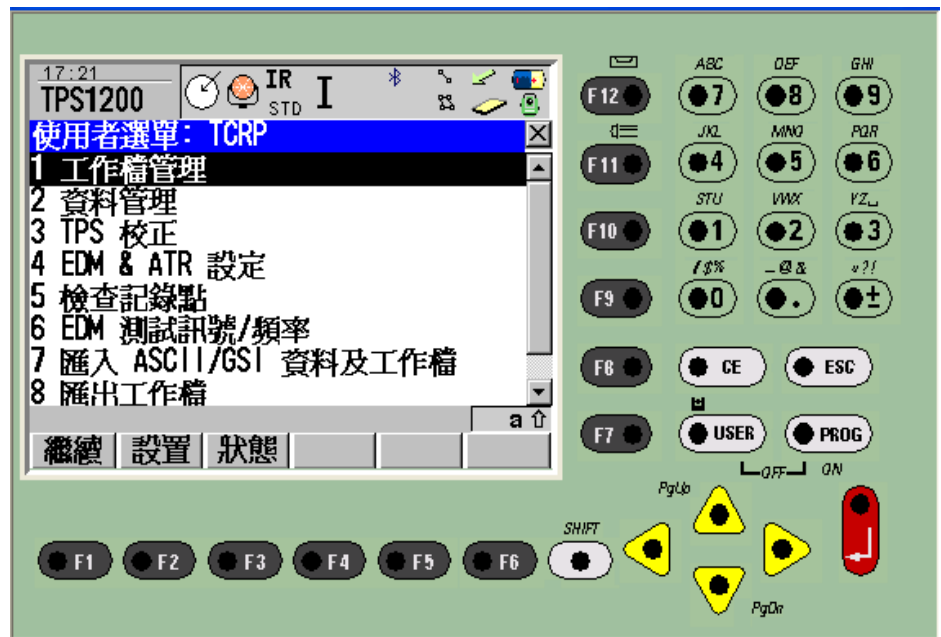 17:21
TPS1200
IR
STD
I
使用者選單: TCRP
1 工作檔管理
2 資料管理
3 TPS 校正
4 EDM & ATR 設定
5 檢查記錄點
6 EDM 測試訊號/頻率
7 匯入 ASCII/GSI 資料及工作檔
8 匯出工作檔
a ⇧
繼續 設置 狀態
ABC DEF GHI
F12 7 8 9
JKL MNO PQR
F11 4 5 6
STU VWX YZ␣
F10 1 2 3
/$% _@& *?!
F9 0 . ±
F8 CE ESC
F7 USER PROG
OFF ON
PgUp
SHIFT
F1 F2 F3 F4 F5 F6
PgDn